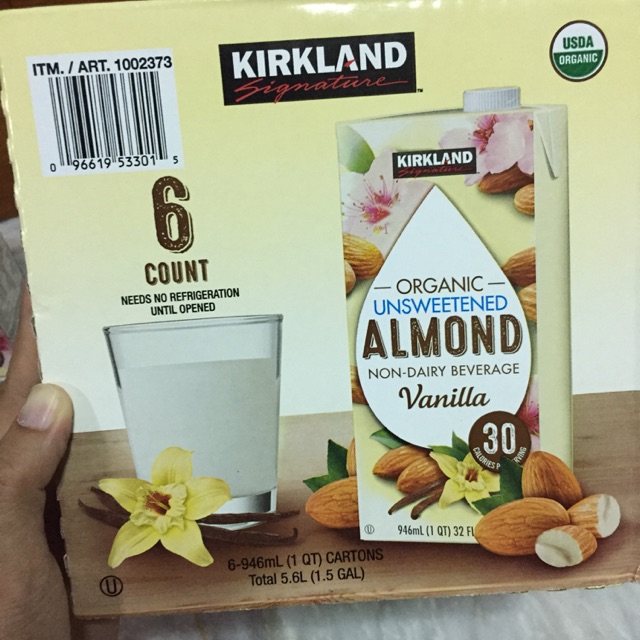 ITM. / ART. 1002373
0 96619 53301 5
KIRKLAND
Signature™
USDA
ORGANIC
6
COUNT
NEEDS NO REFRIGERATION
UNTIL OPENED
KIRKLAND
Signature
ORGANIC
UNSWEETENED
ALMOND
NON-DAIRY BEVERAGE
Vanilla
30
CALORIES
946mL (1 QT) 32 FL
6-946mL (1 QT) CARTONS
Total 5.6L (1.5 GAL)
U
U